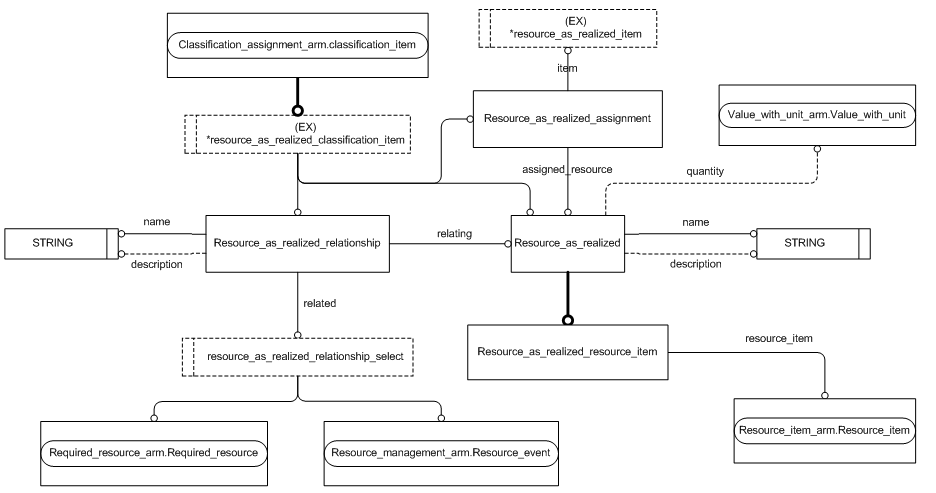 (EX)
*resource_as_realized_item
Classification_assignment_arm.classification_item
item
Resource_as_realized_assignment
Value_with_unit_arm.Value_with_unit
(EX)
*resource_as_realized_classification_item
assigned_resource
quantity
name
STRING
description
Resource_as_realized_relationship
relating
Resource_as_realized
name
STRING
description
related
resource_as_realized_relationship_select
Resource_as_realized_resource_item
resource_item
Required_resource_arm.Required_resource
Resource_management_arm.Resource_event
Resource_item_arm.Resource_item